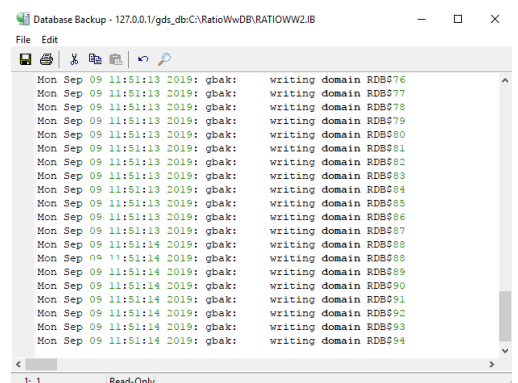 Database Backup - 127.0.0.1/gds_db:C:\RatioWwDB\RATIOWW2.IB
File Edit
Mon Sep 09 11:51:13 2019: gbak: writing domain RDB$76
Mon Sep 09 11:51:13 2019: gbak: writing domain RDB$77
Mon Sep 09 11:51:13 2019: gbak: writing domain RDB$78
Mon Sep 09 11:51:13 2019: gbak: writing domain RDB$79
Mon Sep 09 11:51:13 2019: gbak: writing domain RDB$80
Mon Sep 09 11:51:13 2019: gbak: writing domain RDB$81
Mon Sep 09 11:51:13 2019: gbak: writing domain RDB$82
Mon Sep 09 11:51:13 2019: gbak: writing domain RDB$83
Mon Sep 09 11:51:13 2019: gbak: writing domain RDB$84
Mon Sep 09 11:51:13 2019: gbak: writing domain RDB$85
Mon Sep 09 11:51:13 2019: gbak: writing domain RDB$86
Mon Sep 09 11:51:13 2019: gbak: writing domain RDB$87
Mon Sep 09 11:51:14 2019: gbak: writing domain RDB$88
Mon Sep 09 11:51:14 2019: gbak: writing domain RDB$88
Mon Sep 09 11:51:14 2019: gbak: writing domain RDB$89
Mon Sep 09 11:51:14 2019: gbak: writing domain RDB$90
Mon Sep 09 11:51:14 2019: gbak: writing domain RDB$91
Mon Sep 09 11:51:14 2019: gbak: writing domain RDB$92
Mon Sep 09 11:51:14 2019: gbak: writing domain RDB$93
Mon Sep 09 11:51:14 2019: gbak: writing domain RDB$94
1: 1 Read-Only